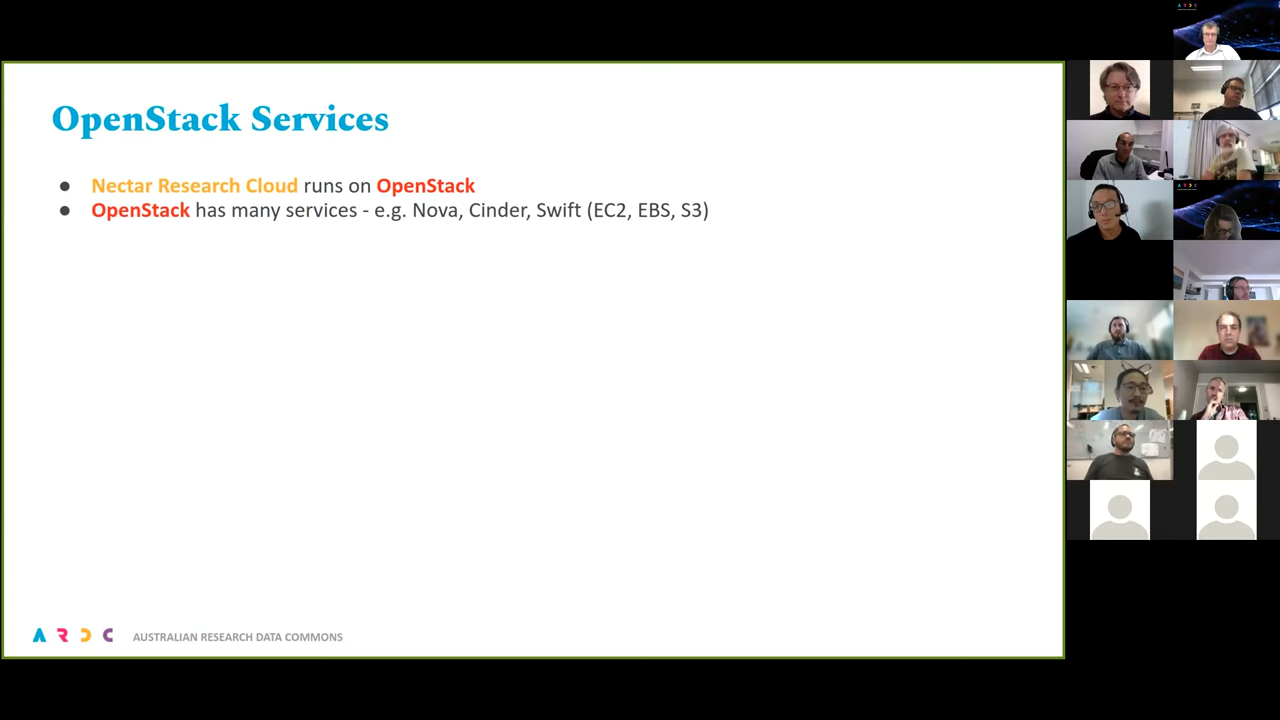 OpenStack Services
● Nectar Research Cloud runs on OpenStack
● OpenStack has many services - e.g. Nova, Cinder, Swift (EC2, EBS, S3)
A R D C AUSTRALIAN RESEARCH DATA COMMONS